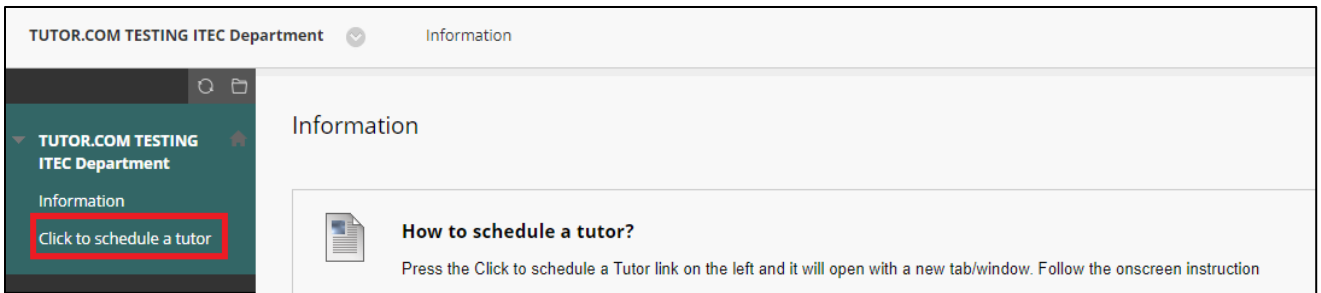 TUTOR.COM TESTING ITEC Department
Information
TUTOR.COM TESTING
ITEC Department
Information
Click to schedule a tutor
Information
How to schedule a tutor?
Press the Click to schedule a Tutor link on the left and it will open with a new tab/window. Follow the onscreen instruction